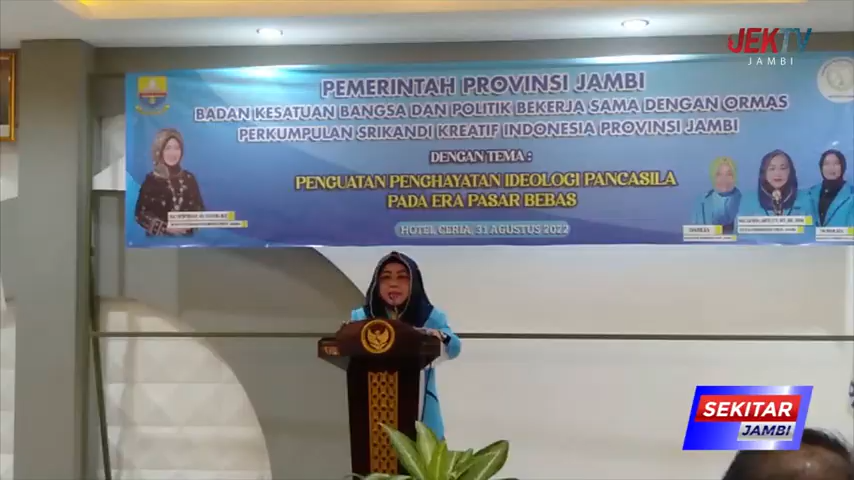 JEKTV
JAMBI
PEMERINTAH PROVINSI JAMBI
BADAN KESATUAN BANGSA DAN POLITIK BEKERJA SAMA DENGAN ORMAS
PERKUMPULAN SRIKANDI KREATIF INDONESIA PROVINSI JAMBI
DENGAN TEMA :
PENGUATAN PENGHAYATAN IDEOLOGI PANCASILA
PADA ERA PASAR BEBAS
HOTEL CERIA, 31 AGUSTUS 2022
SEKITAR
JAMBI